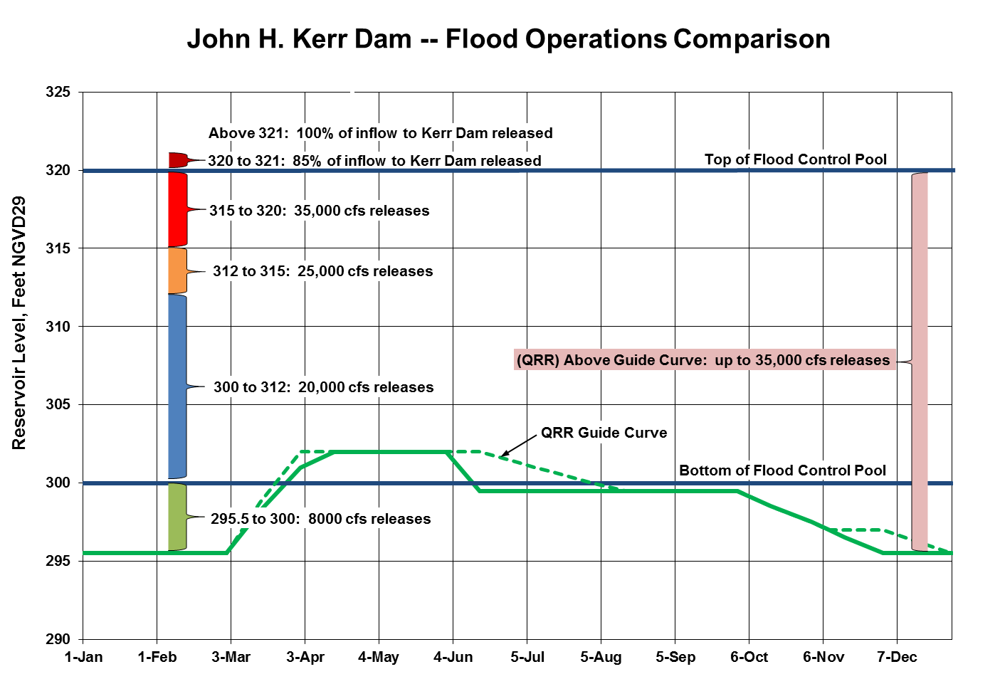 John H. Kerr Dam -- Flood Operations Comparison
325
Above 321: 100% of inflow to Kerr Dam released
320 to 321: 85% of inflow to Kerr Dam released
Top of Flood Control Pool
320
315 to 320: 35,000 cfs releases
315
312 to 315: 25,000 cfs releases
310
(QRR) Above Guide Curve: up to 35,000 cfs releases
300 to 312: 20,000 cfs releases
305
QRR Guide Curve
Bottom of Flood Control Pool
300
295.5 to 300: 8000 cfs releases
295
290
Reservoir Level, Feet NGVD29
1-Jan 1-Feb 3-Mar 3-Apr 4-May 4-Jun 5-Jul 5-Aug 5-Sep 6-Oct 6-Nov 7-Dec